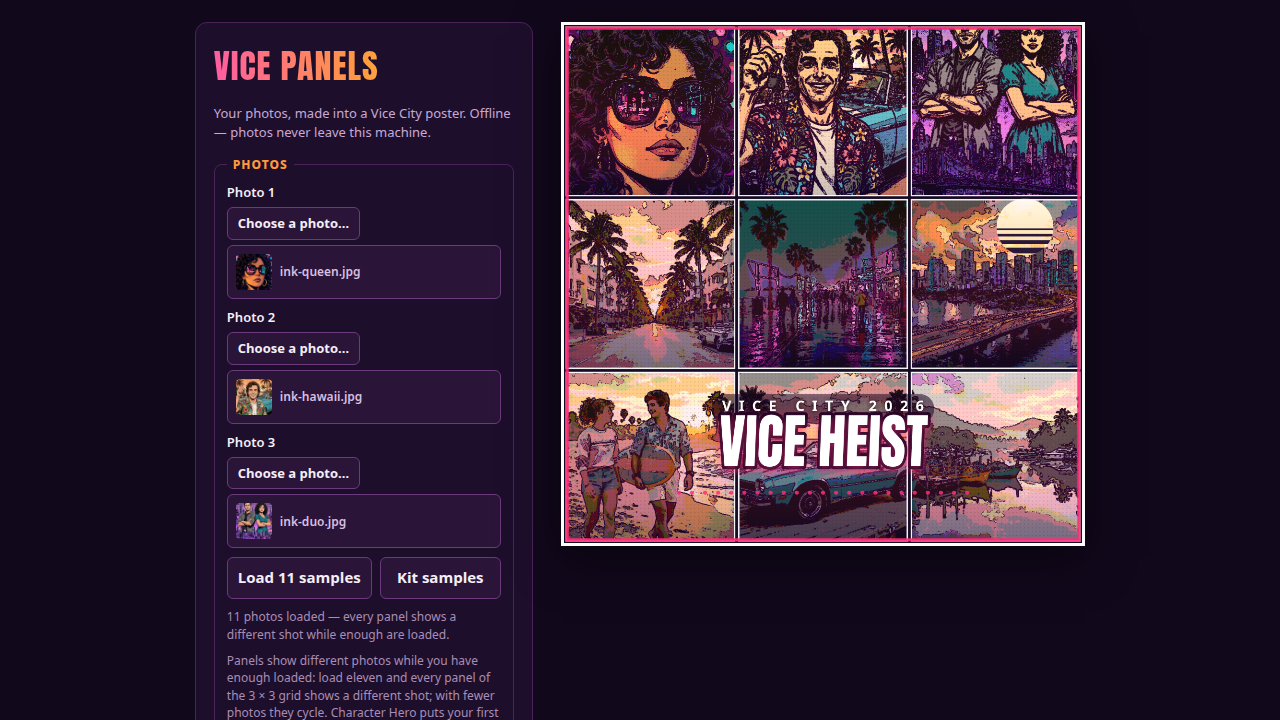 VICE PANELS
Your photos, made into a Vice City poster. Offline
— photos never leave this machine.
PHOTOS
Photo 1
Choose a photo...
ink-queen.jpg
Photo 2
Choose a photo...
ink-hawaii.jpg
Photo 3
Choose a photo...
ink-duo.jpg
Load 11 samples
Kit samples
11 photos loaded — every panel shows a
different shot while enough are loaded.
Panels show different photos while you have
enough loaded: load eleven and every panel of
the 3 × 3 grid shows a different shot; with fewer
photos they cycle. Character Hero puts your first
VICE CITY 2026
VICE HEIST